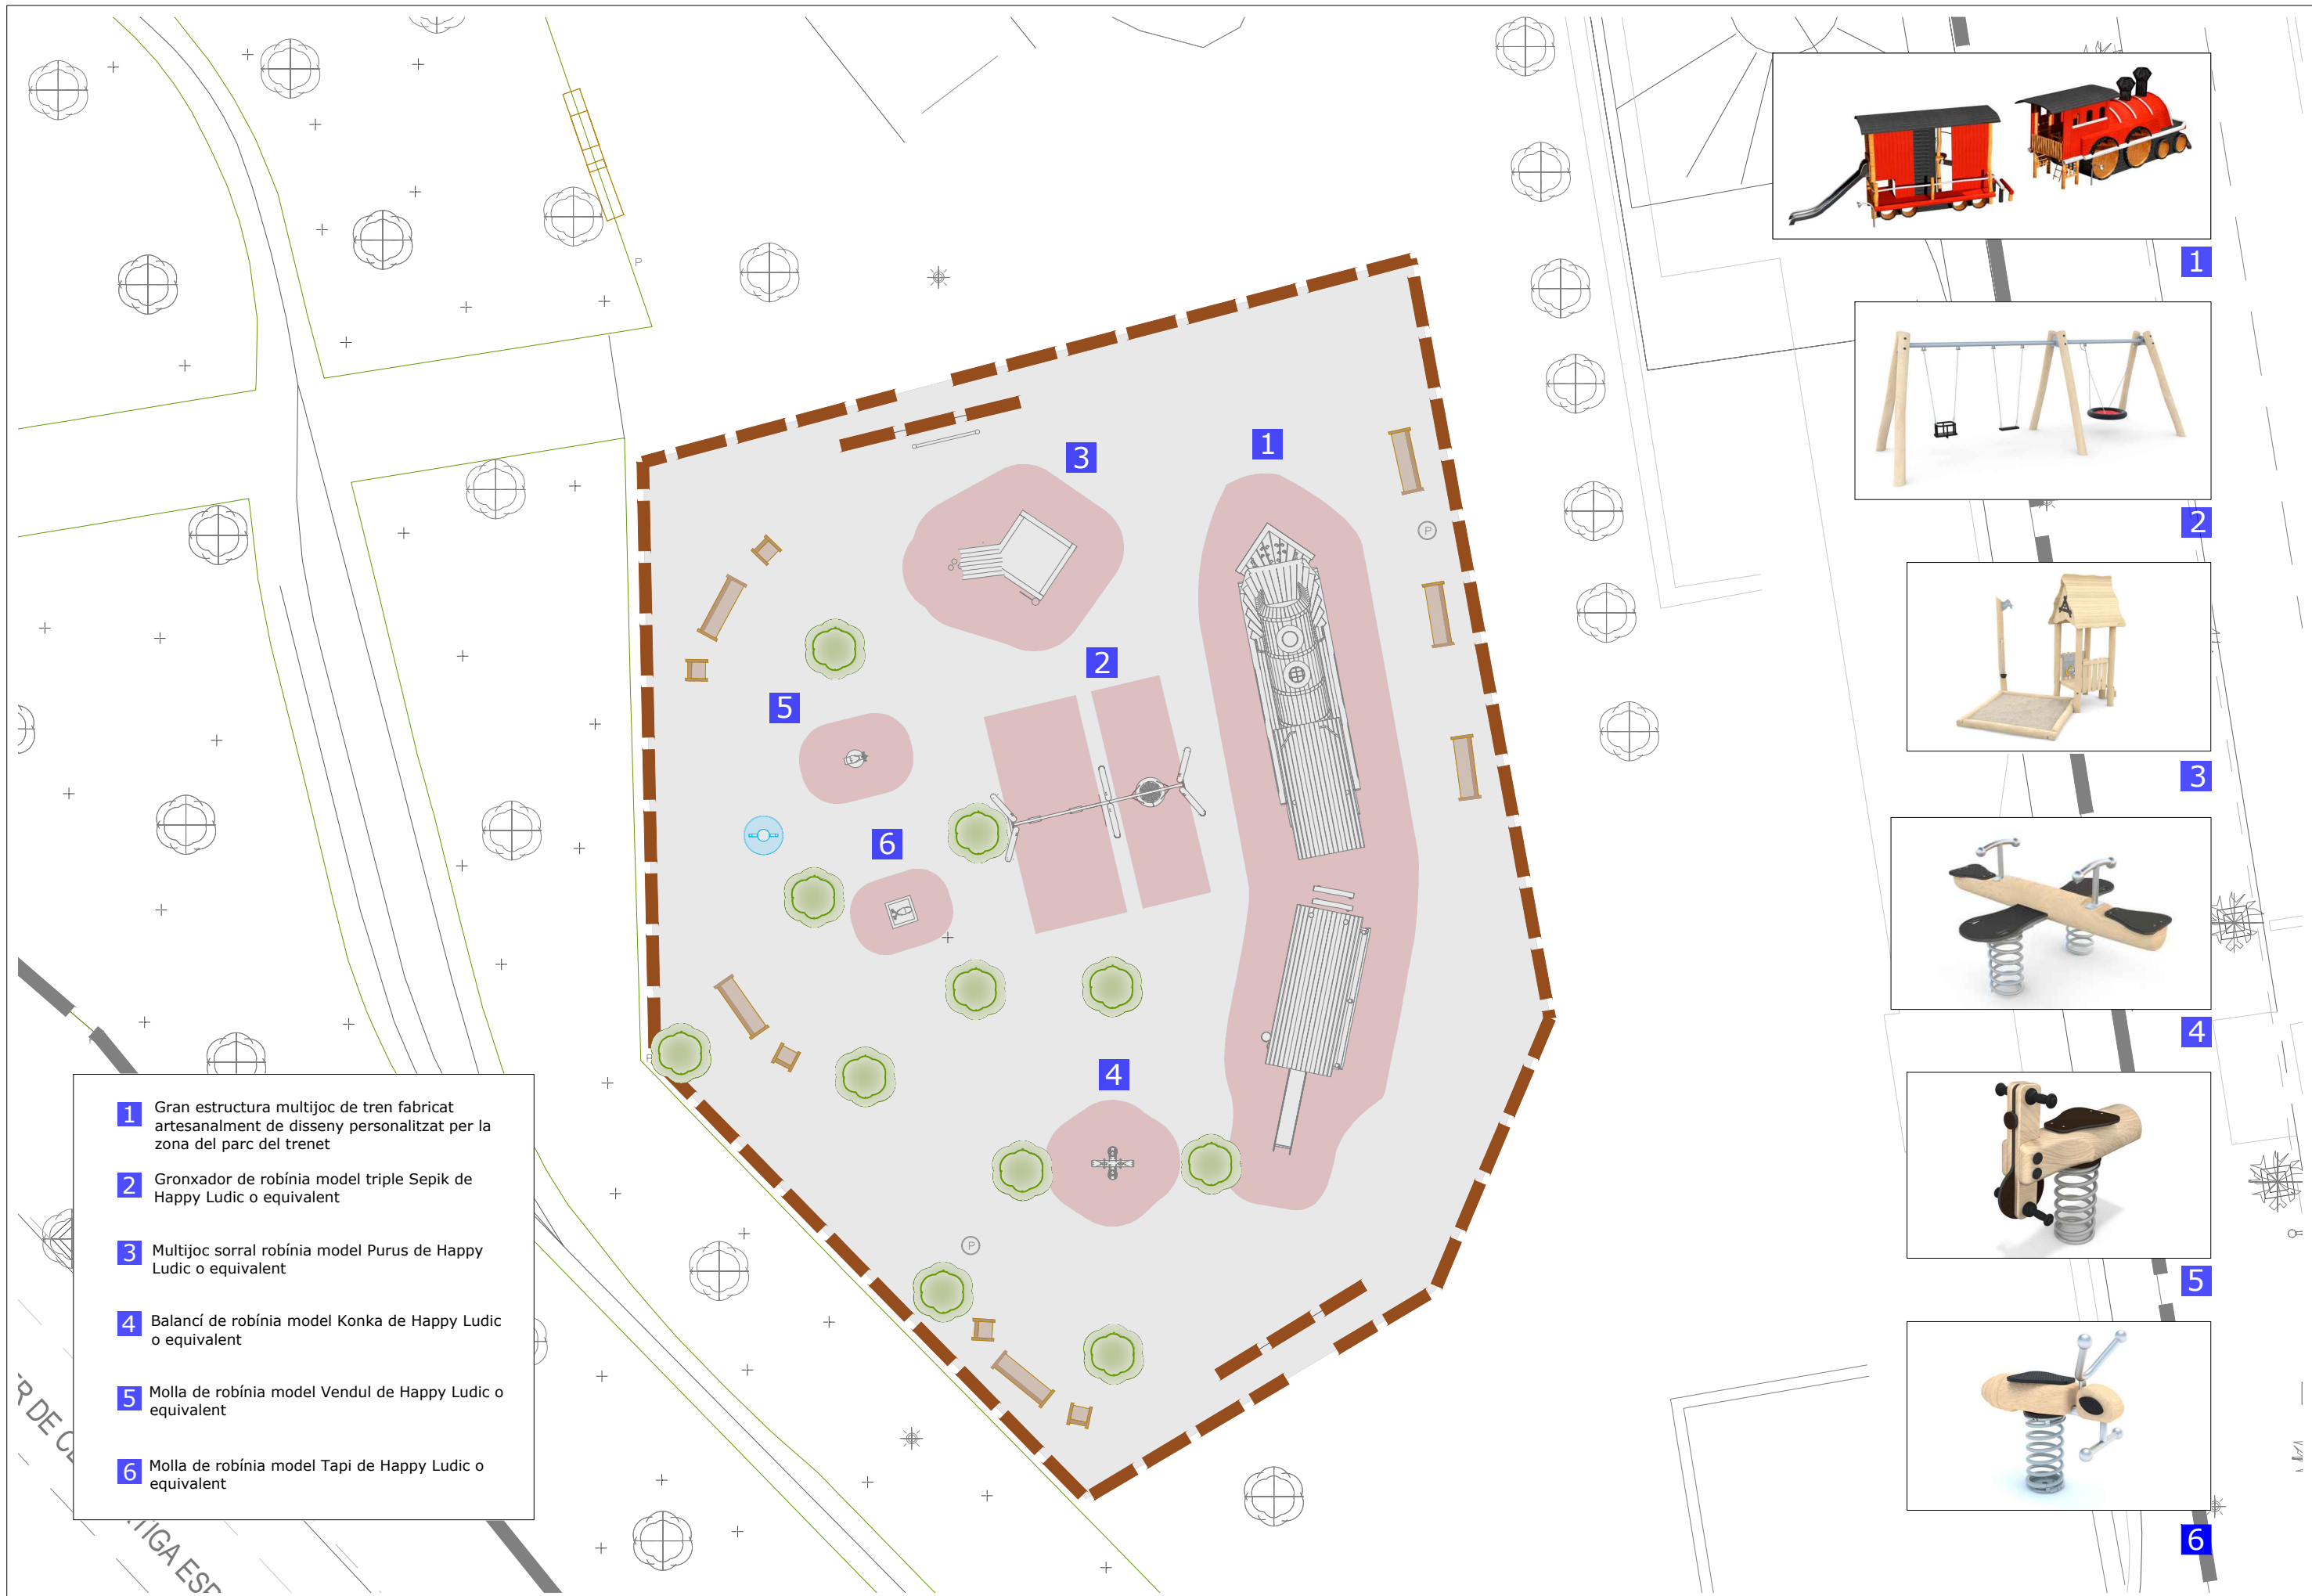 P
1
2
3
1
3
2
P
5
3
6
4
4
P
P
5
6
1 Gran estructura multijoc de tren fabricat
artesanalment de disseny personalitzat per la
zona del parc del trenet
2 Gronxador de robínia model triple Sepik de
Happy Ludic o equivalent
3 Multijoc sorral robínia model Purus de Happy
Ludic o equivalent
4 Balancí de robínia model Konka de Happy Ludic
o equivalent
5 Molla de robínia model Vendul de Happy Ludic o
equivalent
6 Molla de robínia model Tapi de Happy Ludic o
equivalent